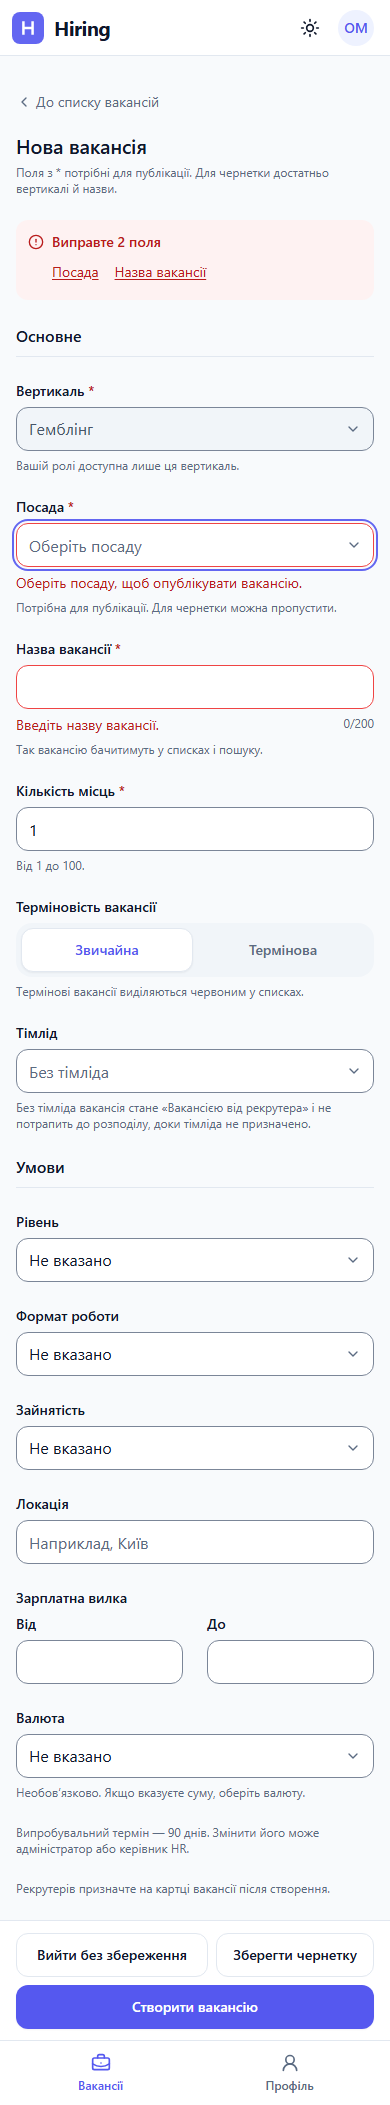 H Hiring OM
До списку вакансій
Нова вакансія
Поля з * потрібні для публікації. Для чернетки достатньо
вертикалі й назви.
Виправте 2 поля
Посада Назва вакансії
Основне
Вертикаль *
Гемблінг
Вашій ролі доступна лише ця вертикаль.
Посада *
Оберіть посаду
Оберіть посаду, щоб опублікувати вакансію.
Потрібна для публікації. Для чернетки можна пропустити.
Назва вакансії *
Введіть назву вакансії. 0/200
Так вакансію бачитимуть у списках і пошуку.
Кількість місць *
1
Від 1 до 100.
Терміновість вакансії
Звичайна Термінова
Термінові вакансії виділяються червоним у списках.
Тімлід
Без тімліда
Без тімліда вакансія стане «Вакансією від рекрутера» і не
потрапить до розподілу, доки тімліда не призначено.
Умови
Рівень
Не вказано
Формат роботи
Не вказано
Зайнятість
Не вказано
Локація
Наприклад, Київ
Зарплатна вилка
Від До
Валюта
Не вказано
Необов'язково. Якщо вказуєте суму, оберіть валюту.
Випробувальний термін — 90 днів. Змінити його може
адміністратор або керівник HR.
Рекрутерів призначте на картці вакансії після створення.
Вийти без збереження Зберегти чернетку
Створити вакансію
Вакансії Профіль